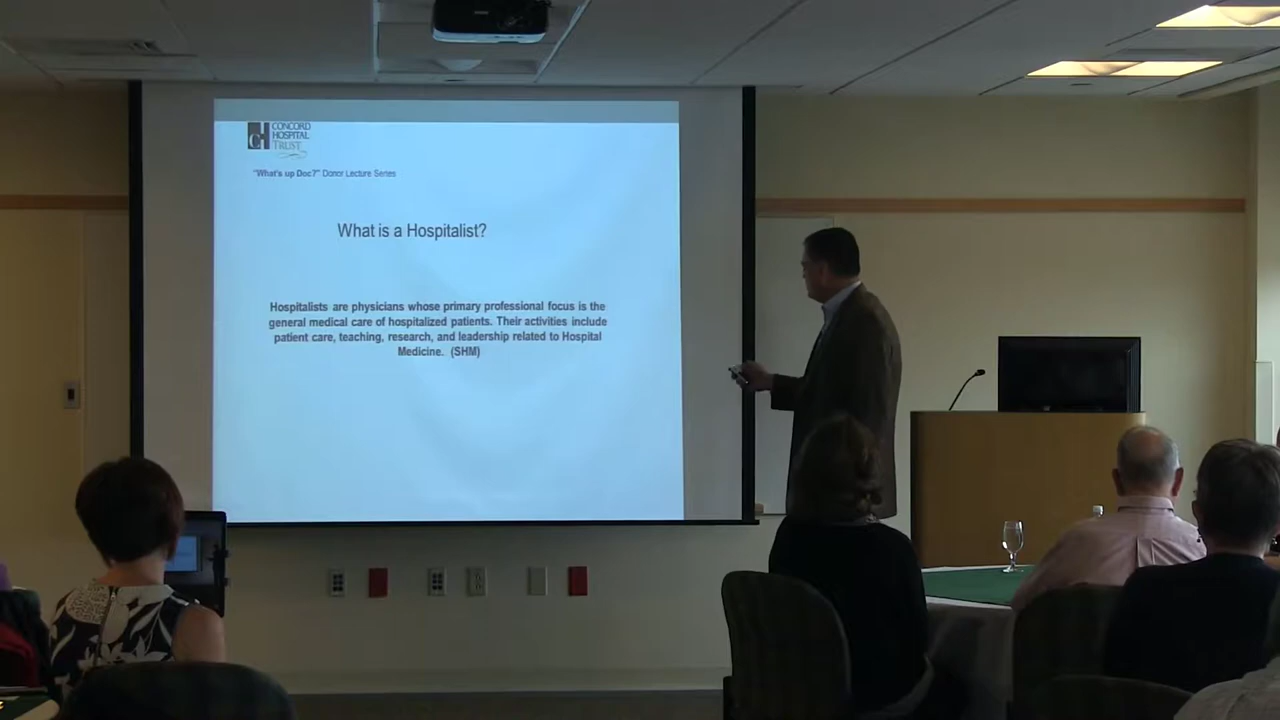 CONCORD
HOSPITAL
TRUST
"What's up Doc?" Donor Lecture Series
What is a Hospitalist?
Hospitalists are physicians whose primary professional focus is the
general medical care of hospitalized patients. Their activities include
patient care, teaching, research, and leadership related to Hospital
Medicine. (SHM)